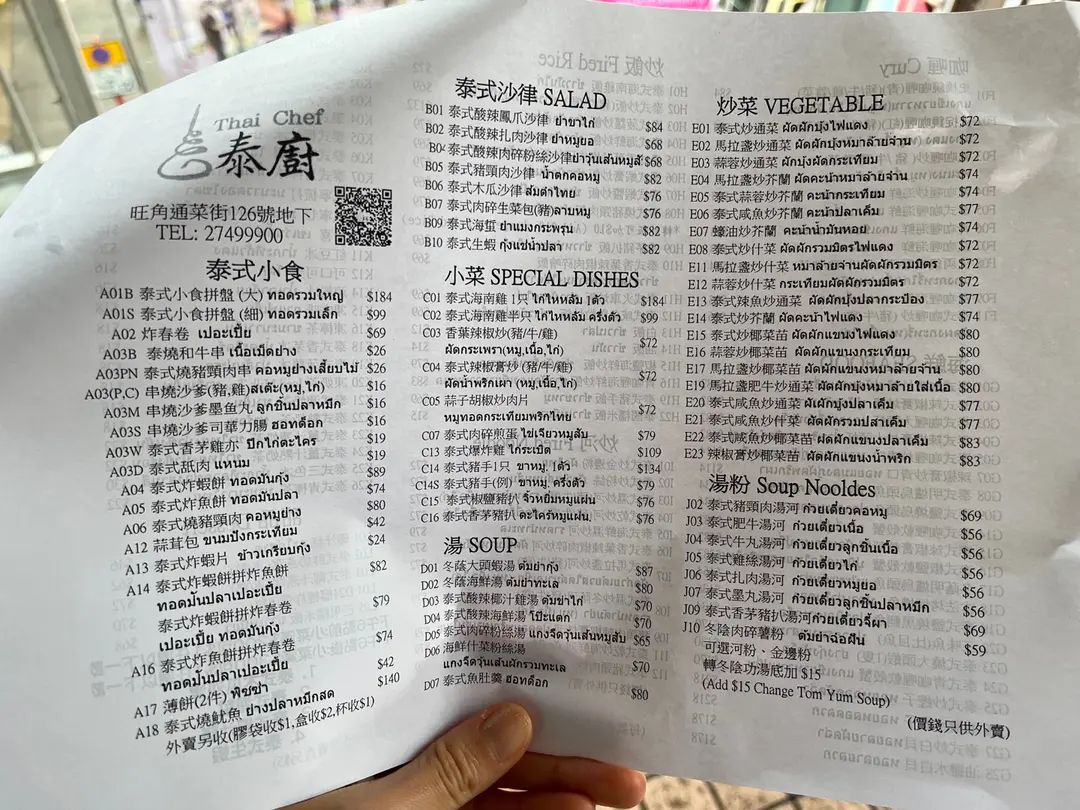 Thai Chef
泰廚
旺角通菜街126號地下
TEL: 27499900
泰式小食
A01B 泰式小食拼盤 (大) ทอดรวมใหญ่ $184
A01S 泰式小食拼盤 (細) ทอดรวมเล็ก $99
A02 炸春卷 เปอะเปี้ย $69
A03B 泰燒和牛串 เนื้อเม็ดย่าง $26
A03PN 泰式燒豬頸肉串 คอหมูย่างเสี้ยบไม้ $26
A03(P,C) 串燒沙爹(豬,雞)สเต๊ะ(หมู,ไก่) $16
A03M 串燒沙爹墨鱼丸 ลูกชิ้นปลาหมึก $16
A03S 串燒沙爹司華力腸 ฮอทด็อก $16
A03W 泰式香茅雞亦 ปีกไก่ตะไคร้ $19
A03D 泰式舐肉 แหนม $19
A04 泰式炸蝦餅 ทอดมันกุ้ง $89
A05 泰式炸魚餅 ทอดมันปลา $74
A06 泰式燒豬頸肉 คอหมูย่าง $80
A12 蒜茸包 ขนมปังกระเทียม $42
A13 泰式炸蝦片 ข้าวเกรียบกุ้ง $24
A14 泰式炸蝦餅拼炸魚餅 $82
ทอดมันปลาเปอะเปี้ย
泰式炸蝦餅拼炸春卷 $79
เปอะเปี้ย ทอดมันกุ้ง
A16 泰式炸魚餅拼炸春卷 $74
ทอดมันปลาเปอะเปี้ย
A17 薄餅(2件) พิซซ่า $42
A18 泰式燒魷魚 ย่างปลาหมึกสด $140
外賣另收(膠袋收$1,盒收$2,杯收$1)
泰式沙律 SALAD
B01 泰式酸辣鳳爪沙律 ยำขาไก่ $84
B02 泰式酸辣扎肉沙律 ยำหมูยอ $68
B04 泰式酸辣肉碎粉絲沙律ยำวุ้นเส้นหมูสับ $68
B05 泰式豬頸肉沙律 น้ำตกคอหมู $82
B06 泰式木瓜沙律 ส้มตำไทย $76
B07 泰式肉碎生菜包(豬)ลาบหมู $76
B09 泰式海蜇 ยำแมงกระพรุน $82
B10 泰式生蝦 กุ้งแช่น้ำปลา $82
小菜 SPECIAL DISHES
C01 泰式海南雞 1只 ไก่ไหหลัม 1ตัว $184
C02 泰式海南雞半只 ไก่ไหหลัม ครึ่งตัว $99
C03 香葉辣椒炒(豬/牛/雞) $72
ผัดกระเพรา(หมู,เนื้อ,ไก่)
C04 泰式辣椒膏炒 (豬/牛/雞) $72
ผัดน้ำพริกเผา (หมู,เนื้อ,ไก่)
C05 蒜子胡椒炒肉片 $72
หมูทอดกระเทียมพริกไทย
C07 泰式肉碎煎蛋 ไข่เจียวหมูสับ $79
C13 泰式爆炸雞 ไก่ระเบิด $109
C14 泰式豬手1只 ขาหมู 1ตัว $134
C14S 泰式豬手(例) ขาหมู ครึ่งตัว $79
C15 泰式椒鹽豬扒 จิ้วหยิมหมูแผ่น $76
C16 泰式香茅豬扒 ตะไคร้หมูแผ่น $76
湯 SOUP
D01 冬蔭大頭蝦湯 ต้มยำกุ้ง $87
D02 冬蔭海鮮湯 ต้มยำทะเล $80
D03 泰式酸辣椰汁雞湯 ต้มข่าไก่ $70
D04 泰式酸辣海鮮湯 โป๊ะแตก $70
D05 泰式肉碎粉絲湯 แกงจืดวุ้นเส้นหมูสับ $65
D06 海鮮什菜粉絲湯 $70
แกงจืดวุ้นเส้นผักรวมทะเล
D07 泰式魚肚羹 ฮอทด็อก $80
炒菜 VEGETABLE
E01 泰式炒通菜 ผัดผักบุ้งไฟแดง $72
E02 馬拉盞炒通菜 ผัดผักบุ้งหมาล้ายจ๋าน $72
E03 蒜蓉炒通菜 ผักบุ้งผัดกระเทียม $72
E04 馬拉盞炒芥蘭 ผัดคะน้าหมาล้ายจ๋าน $74
E05 泰式蒜蓉炒芥蘭 คะน้ากระเทียม $74
E06 泰式咸魚炒芥蘭 คะน้าปลาเค็ม $77
E07 蠔油炒芥蘭 คะน้าน้ำมันหอย $74
E08 泰式炒什菜 ผัดผักรวมมิตรไฟแดง $77
E11 馬拉盞炒什菜 หมาล้ายจ๋านผัดผักรวมมิตร $72
E12 蒜蓉炒什菜 กระเทียมผัดผักรวมมิตร $72
E13 泰式辣魚炒通菜 ผัดผักบุ้งปลากระป๋อง $77
E14 泰式炒芥蘭 ผัดคะน้าไฟแดง $74
E15 泰式炒椰菜苗 ผัดผักแขนงไฟแดง $80
E16 蒜蓉炒椰菜苗 ผัดผักแขนงกระเทียม $80
E17 馬拉盞炒椰菜苗 ผัดผักแขนงหมาล้ายจ๋าน $80
E19 馬拉盞肥牛炒通菜 ผัดผักบุ้งหมาล้ายใส่เนื้อ $80
E20 泰式咸魚炒通菜 ผัดผักบุ้งปลาเค็ม $77
E21 泰式咸魚炒什菜 ผัดผักรวมปลาเค็ม $77
E22 泰式咸魚炒椰菜苗 ผัดผักแขนงปลาเค็ม $83
E23 辣椒膏炒椰菜苗 ผัดผักแขนงน้ำพริก $83
湯粉 Soup Nooldes
J02 泰式豬頸肉湯河 ก๋วยเตี๋ยวคอหมู $69
J03 泰式肥牛湯河 ก๋วยเตี๋ยวเนื้อ $56
J04 泰式牛丸湯河 ก๋วยเตี๋ยวลูกชิ้นเนื้อ $56
J05 泰式雞絲湯河 ก๋วยเตี๋ยวไก่ $56
J06 泰式扎肉湯河 ก๋วยเตี๋ยวหมูยอ $56
J07 泰式墨丸湯河 ก๋วยเตี๋ยวลูกชิ้นปลาหมึก $56
J09 泰式香茅豬扒湯河ก๋วยเตี๋ยวจี๋ผา $69
J10 冬陰肉碎薯粉 ต้มยำฉอฝัน $59
可選河粉、金邊粉
轉冬陰功湯底加 $15
(Add $15 Change Tom Yum Soup)
(價錢只供外賣)